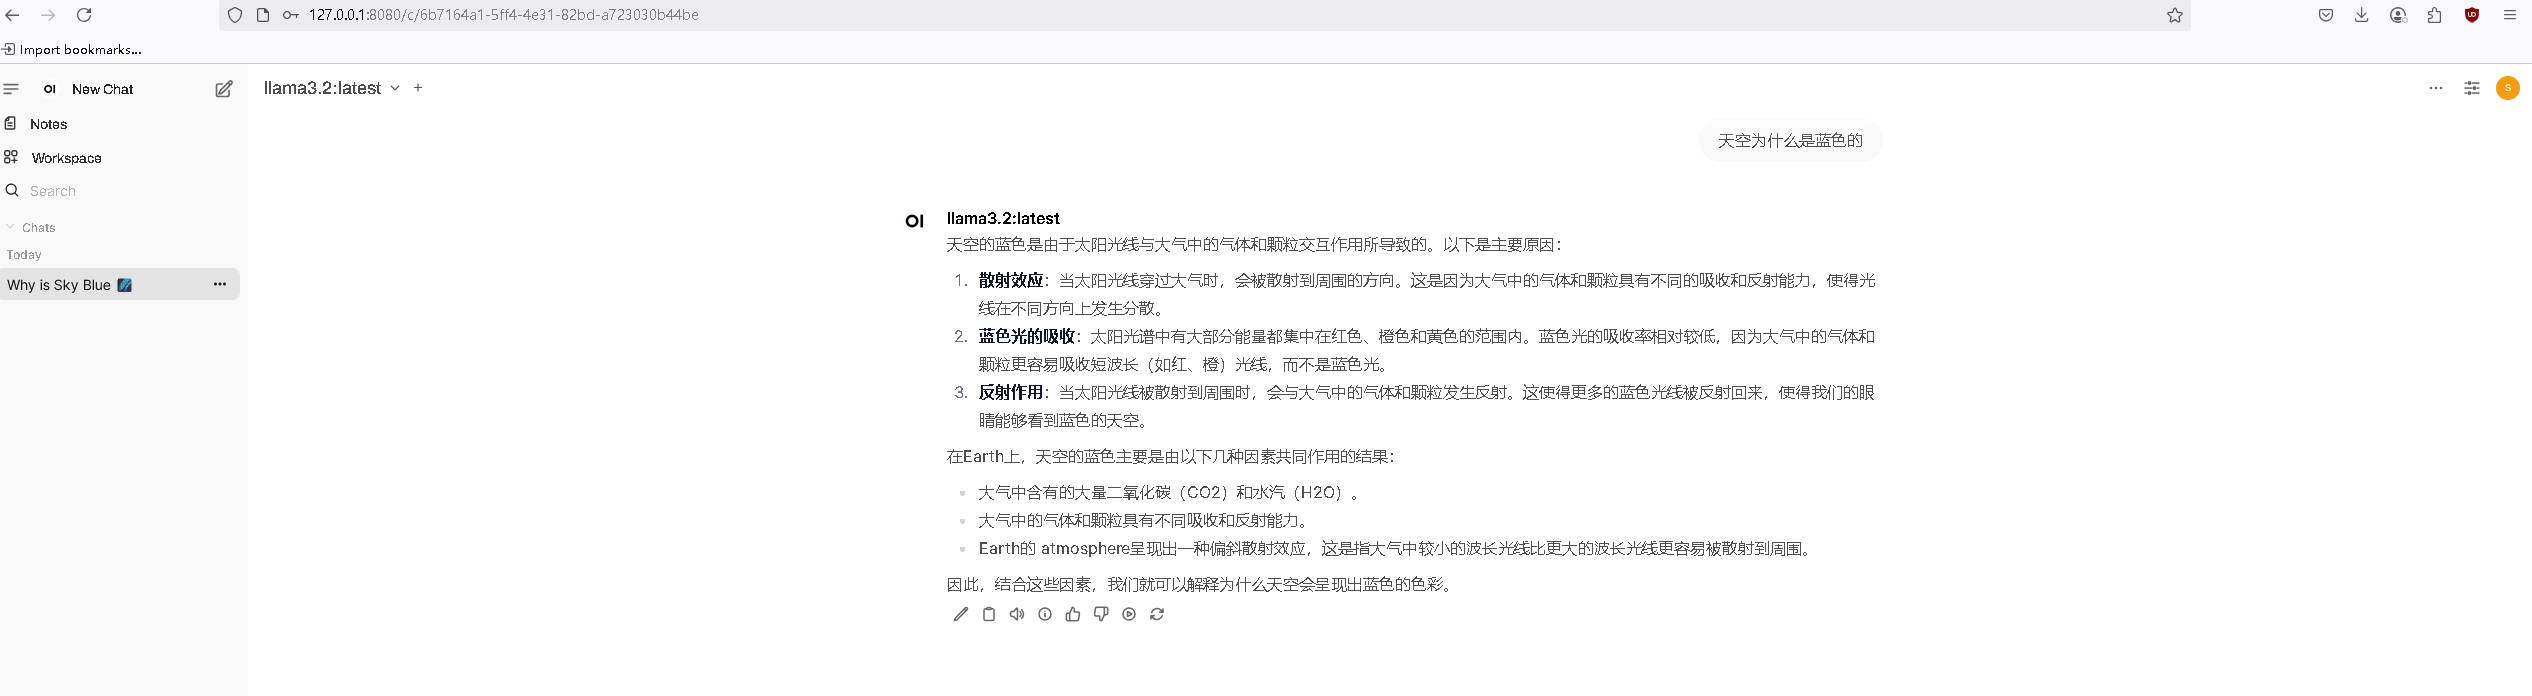 127.0.0.1:8080/c/6b7164a1-5ff4-4e31-82bd-a723030b44be
Import bookmarks...
OI New Chat
Notes
Workspace
Search
Chats
Today
Why is Sky Blue
llama3.2:latest
S
天空为什么是蓝色的
OI llama3.2:latest
天空的蓝色是由于太阳光线与大气中的气体和颗粒交互作用所导致的。以下是主要原因：
1. 散射效应：当太阳光线穿过大气时，会被散射到周围的方向。这是因为大气中的气体和颗粒具有不同的吸收和反射能力，使得光
线在不同方向上发生分散。
2. 蓝色光的吸收：太阳光谱中有大部分能量都集中在红色、橙色和黄色的范围内。蓝色光的吸收率相对较低，因为大气中的气体和
颗粒更容易吸收短波长（如红、橙）光线，而不是蓝色光。
3. 反射作用：当太阳光线被散射到周围时，会与大气中的气体和颗粒发生反射。这使得更多的蓝色光线被反射回来，使得我们的眼
睛能够看到蓝色的天空。
在Earth上，天空的蓝色主要是由以下几种因素共同作用的结果：
大气中含有的大量二氧化碳（CO2）和水汽（H2O）。
大气中的气体和颗粒具有不同吸收和反射能力。
Earth的 atmosphere呈现出一种偏斜散射效应，这是指大气中较小的波长光线比更大的波长光线更容易被散射到周围。
因此，结合这些因素，我们就可以解释为什么天空会呈现出蓝色的色彩。